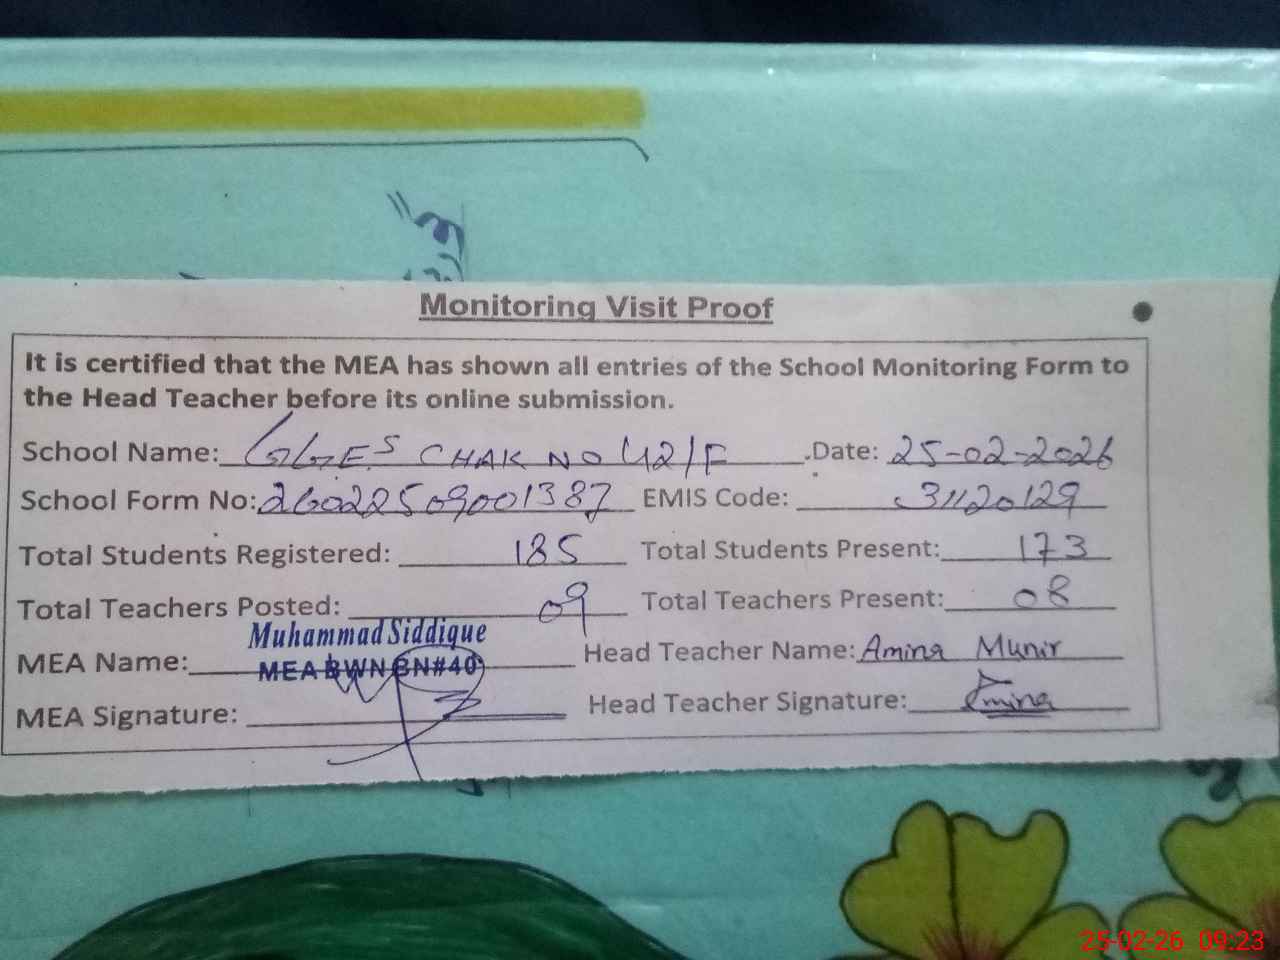 Monitoring Visit Proof
It is certified that the MEA has shown all entries of the School Monitoring Form to
the Head Teacher before its online submission.
School Name: GGES CHAK NO 42/F .Date: 25-02-2026
School Form No: 26022509001387 EMIS Code: 31120129
Total Students Registered: 185 Total Students Present: 173
Total Teachers Posted: 09 Total Teachers Present: 08
Muhammad Siddique
MEA Name: MEA BWN BN#40 Head Teacher Name: Amina Munir
MEA Signature: Head Teacher Signature: Amina
25-02-26 09:23